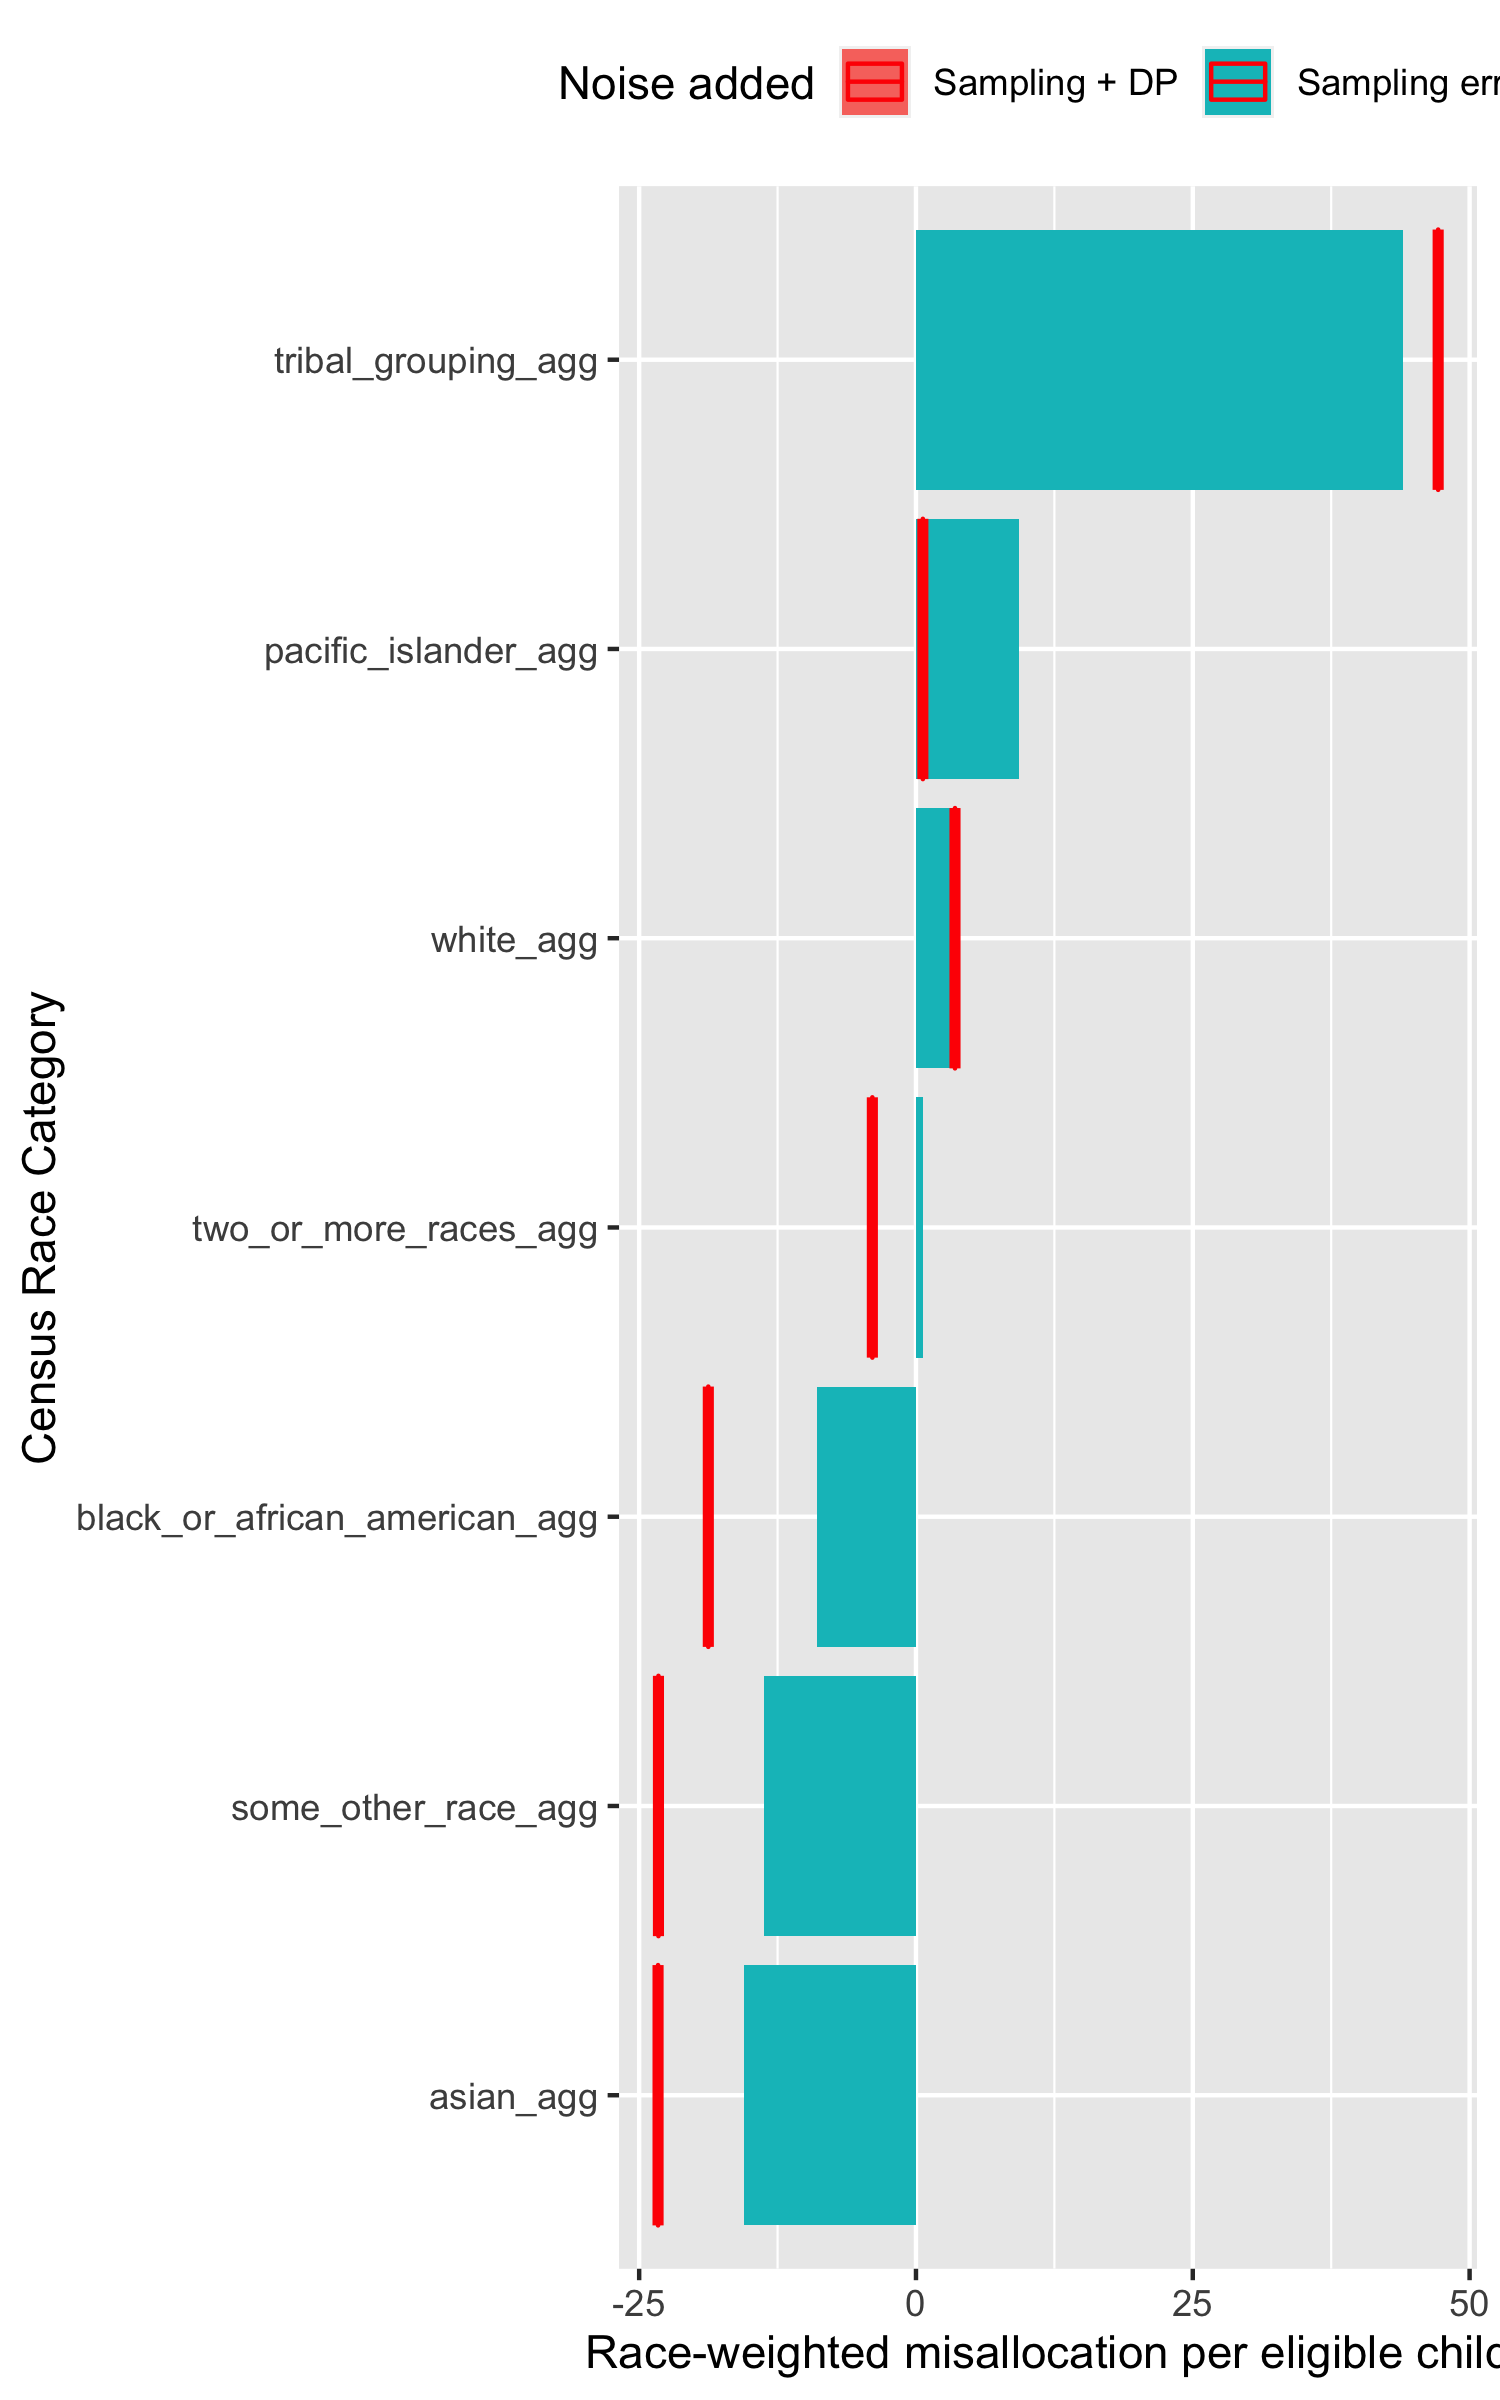 Noise added Sampling + DP Sampling err
tribal_grouping_agg
pacific_islander_agg
white_agg
two_or_more_races_agg
black_or_african_american_agg
some_other_race_agg
asian_agg
Census Race Category
-25 0 25 50
Race-weighted misallocation per eligible child